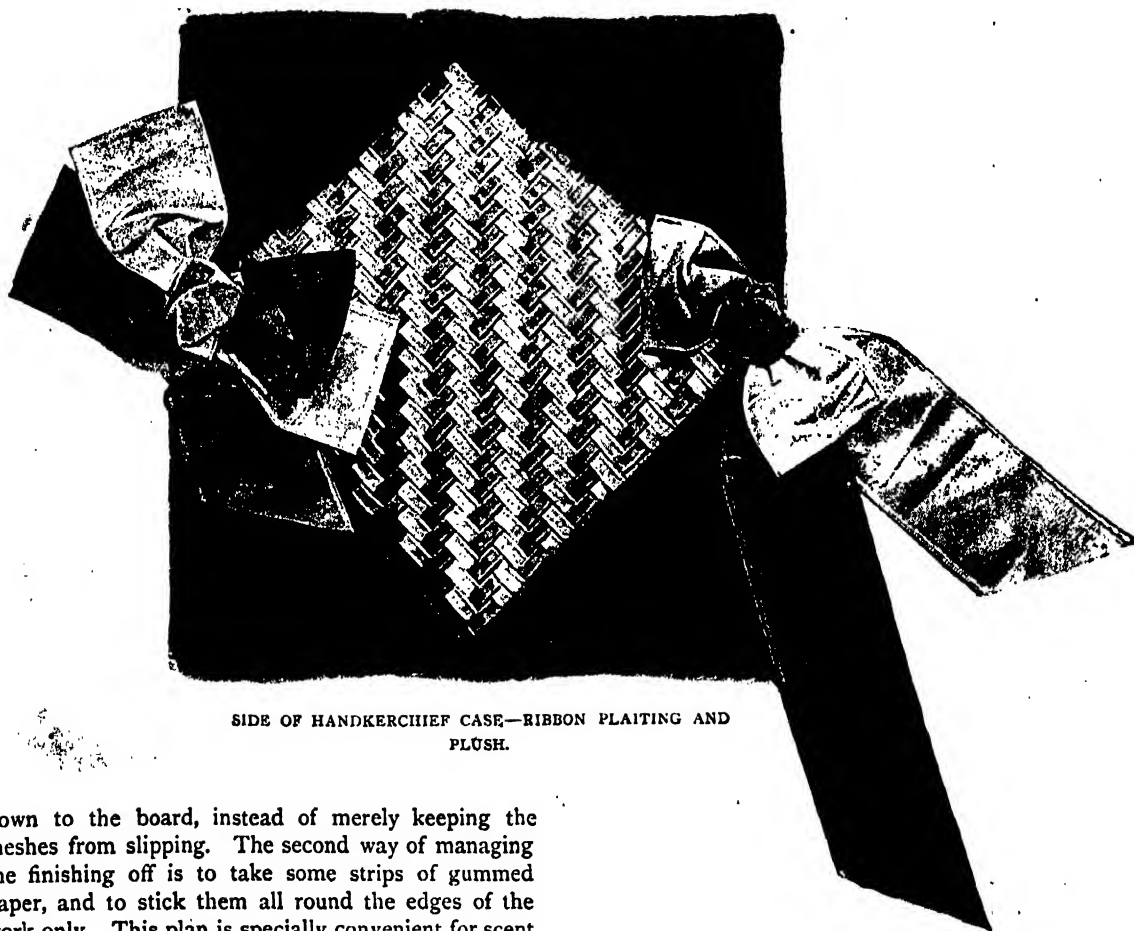 SIDE OF HANDKERCHIEF CASE—RIBBON PLAITING AND
PLUSH.
own to the board, instead of merely keeping the
eshes from slipping. The second way of managing
e finishing off is to take some strips of gummed
aper, and to stick them all round the edges of the
ork only. This plan is specially convenient for scent